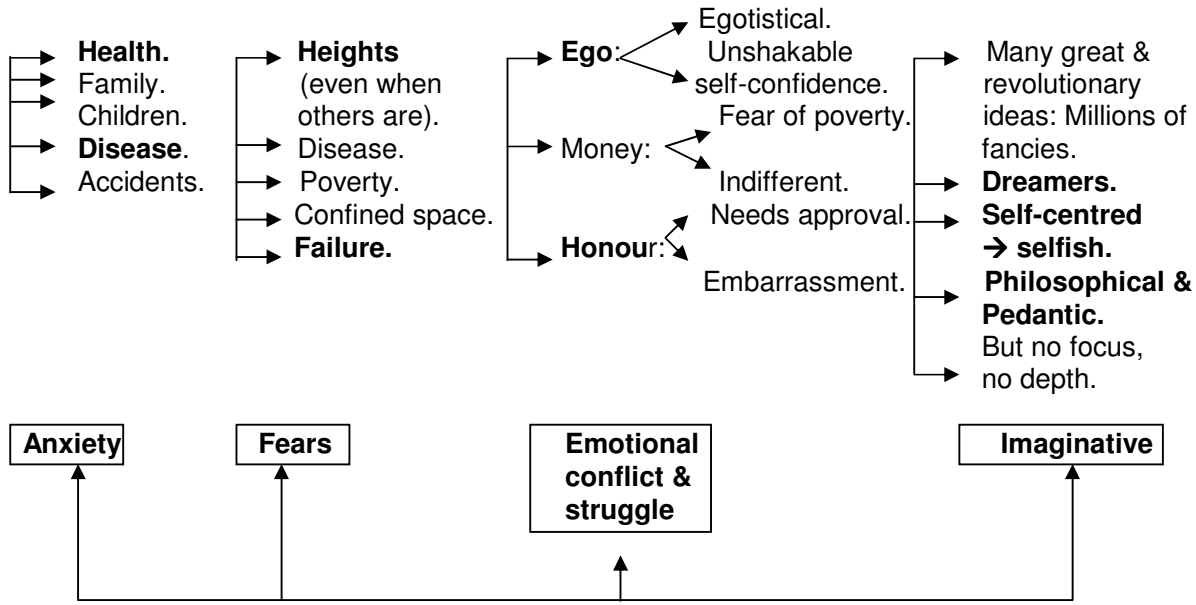 Health.
Family.
Children.
Disease.
Accidents.
Heights
(even when
others are).
Disease.
Poverty.
Confined space.
Failure.
Ego:
Egotistical.
Unshakable
self-confidence.
Money:
Fear of poverty.
Indifferent.
Honour:
Needs approval.
Embarrassment.
Many great &
revolutionary
ideas: Millions of
fancies.
Dreamers.
Self-centred
→ selfish.
Philosophical &
Pedantic.
But no focus,
no depth.
Anxiety
Fears
Emotional
conflict &
struggle
Imaginative